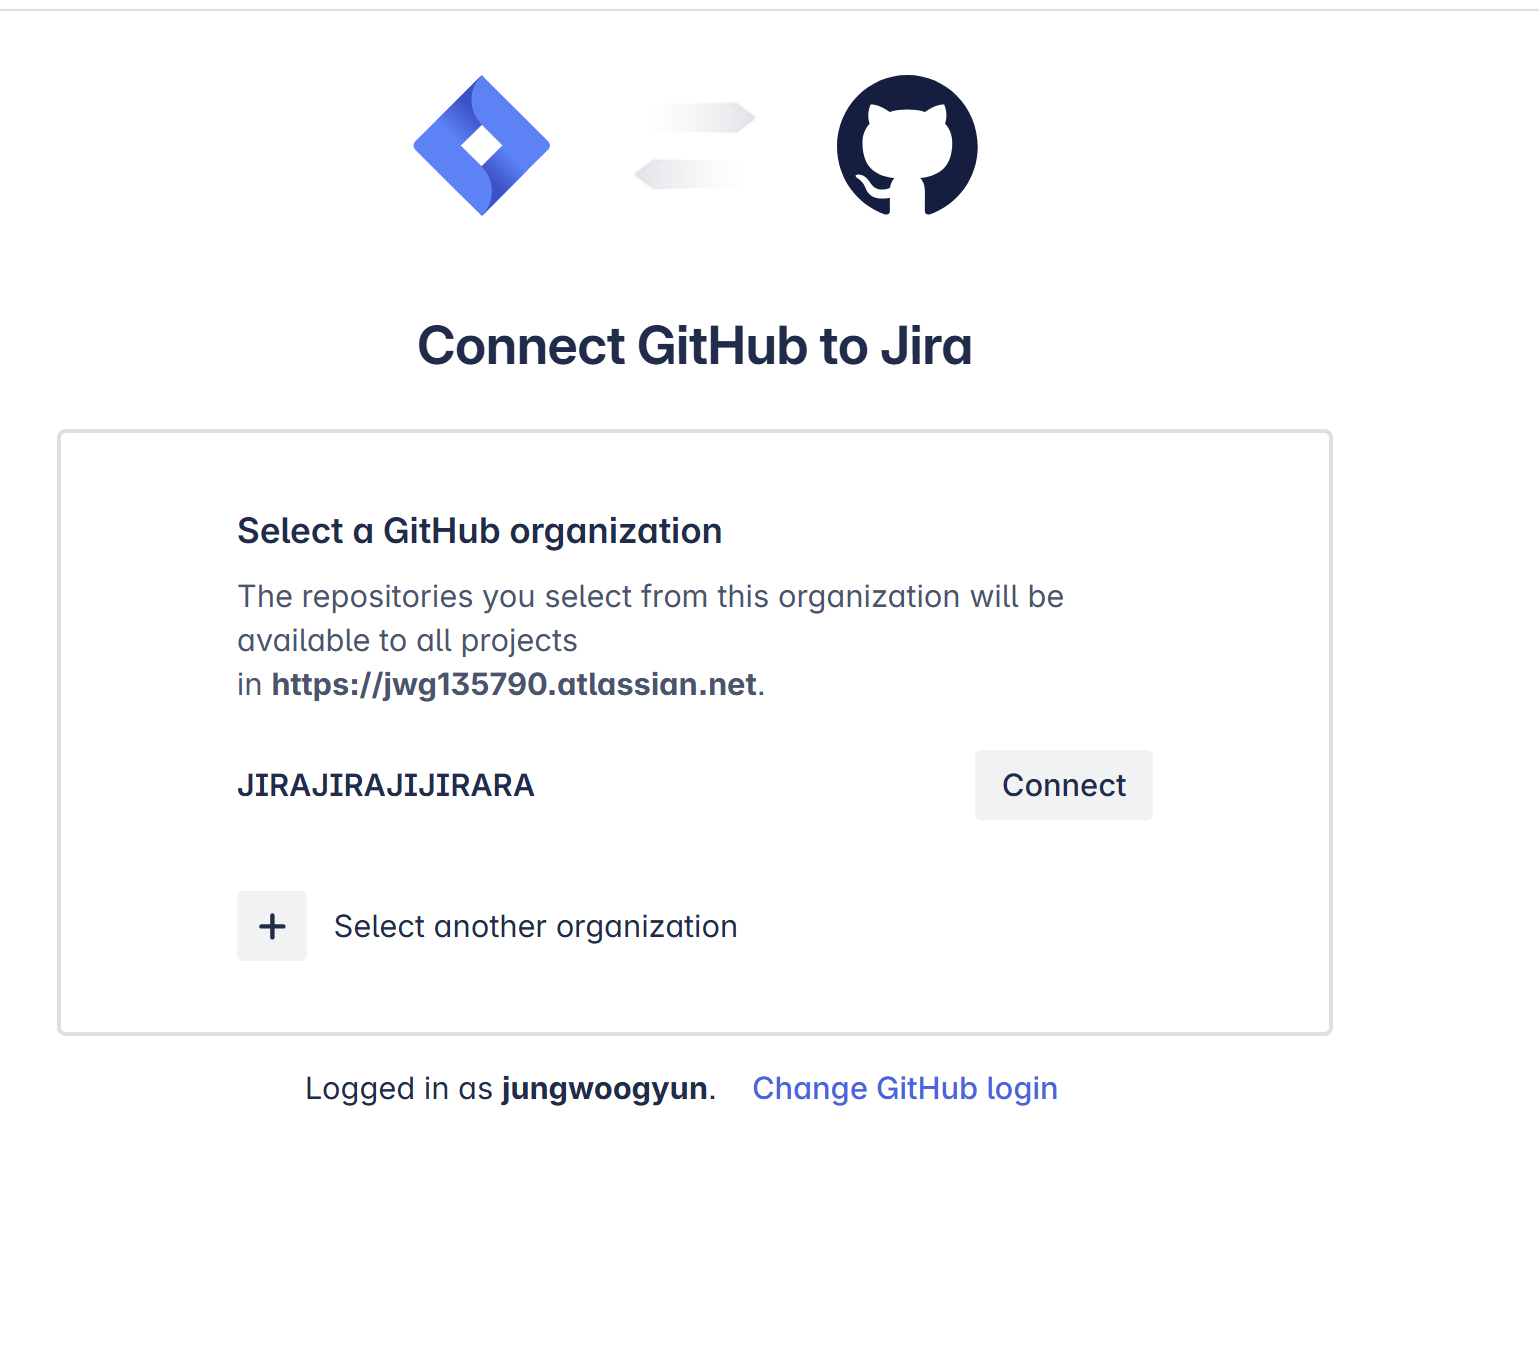 Connect GitHub to Jira
Select a GitHub organization
The repositories you select from this organization will be
available to all projects
in https://jwg135790.atlassian.net.
JIRAJIRAJIJIRARA
Connect
+ Select another organization
Logged in as jungwoogyun. Change GitHub login